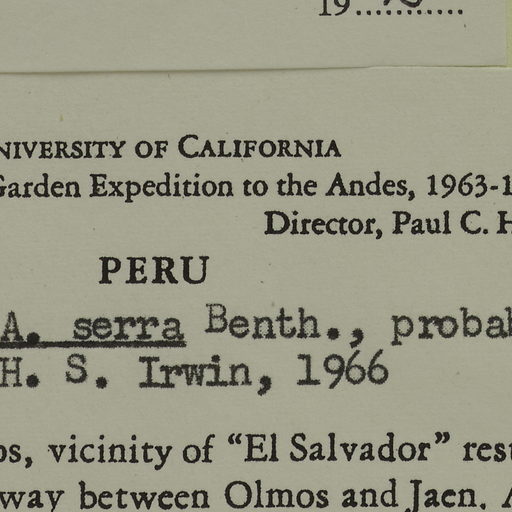 19
UNIVERSITY OF CALIFORNIA
Garden Expedition to the Andes, 1963-1
Director, Paul C. H
PERU
A. serra Benth., probab
H. S. Irwin, 1966
os, vicinity of “El Salvador” rest
way between Olmos and Jaen. A